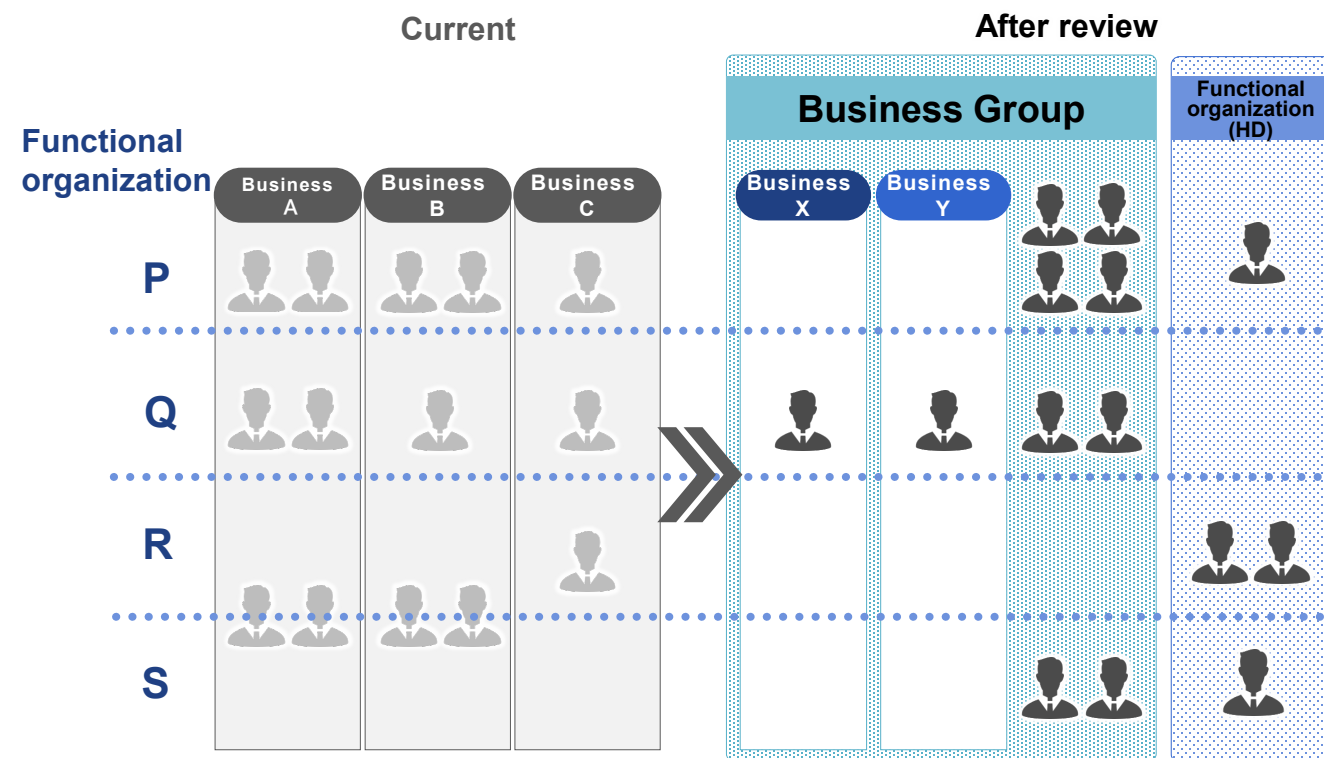 Current
After review
Business Group
Functional
organization
(HD)
Functional
organization
Business
A
Business
B
Business
C
Business
X
Business
Y
P
Q
R
S